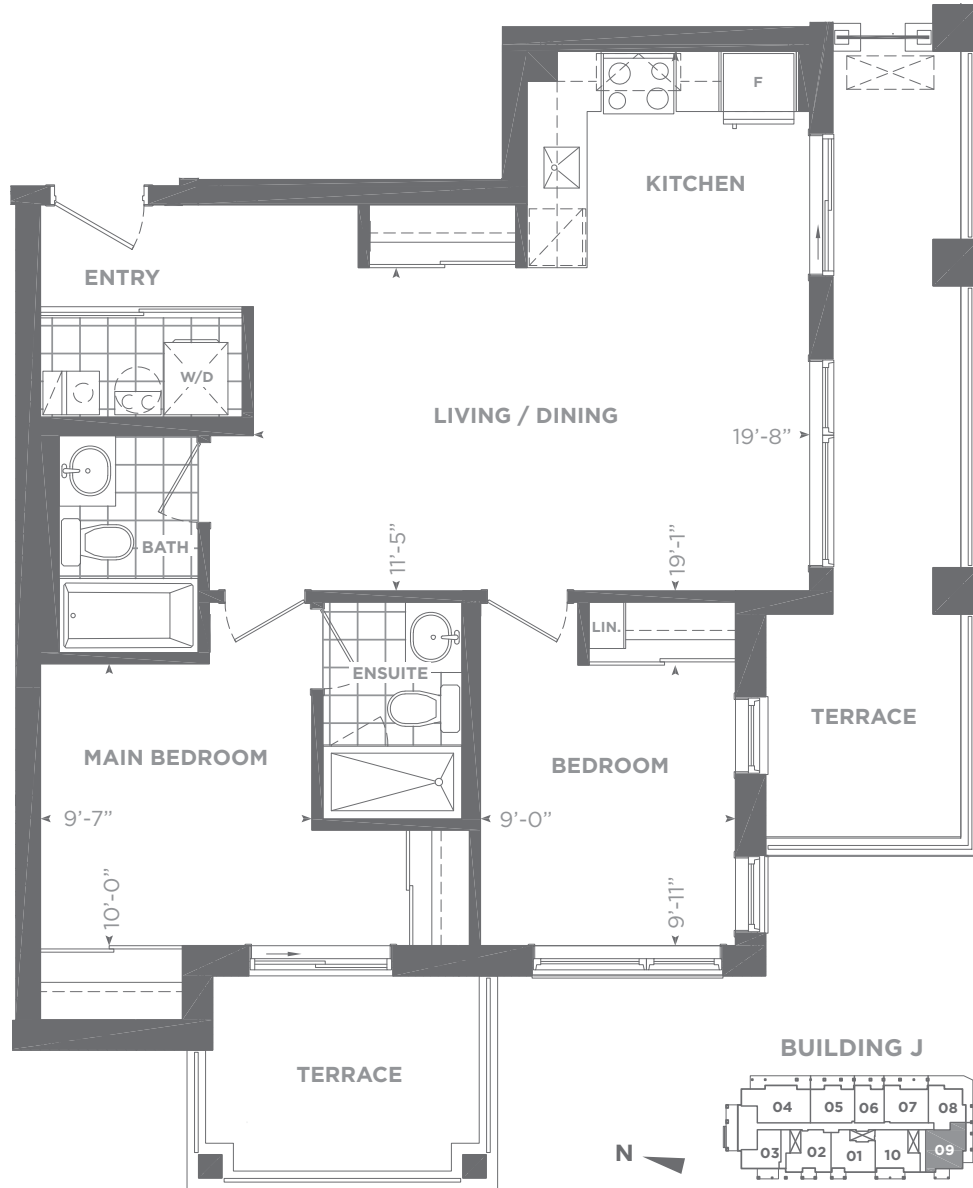 F
KITCHEN
ENTRY
W/D
LIVING / DINING
19’-8”
11’-5”
19’-1”
BATH
LIN.
ENSUITE
TERRACE
MAIN BEDROOM
BEDROOM
9’-7”
9’-0”
10’-0”
9’-11”
TERRACE
BUILDING J
04 05 06 07 08
03 02 01 10 09
N